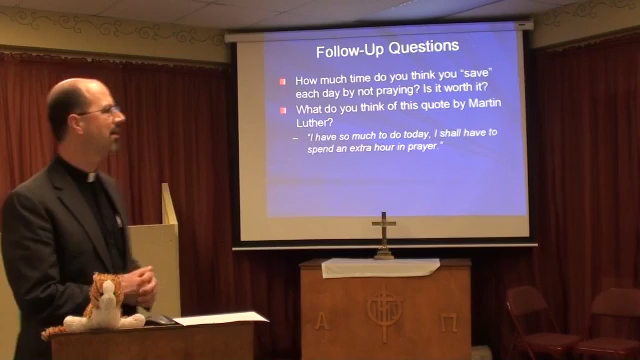 Follow-Up Questions
How much time do you think you “save”
each day by not praying? Is it worth it?
What do you think of this quote by Martin
Luther?
– “I have so much to do today, I shall have to
spend an extra hour in prayer.”